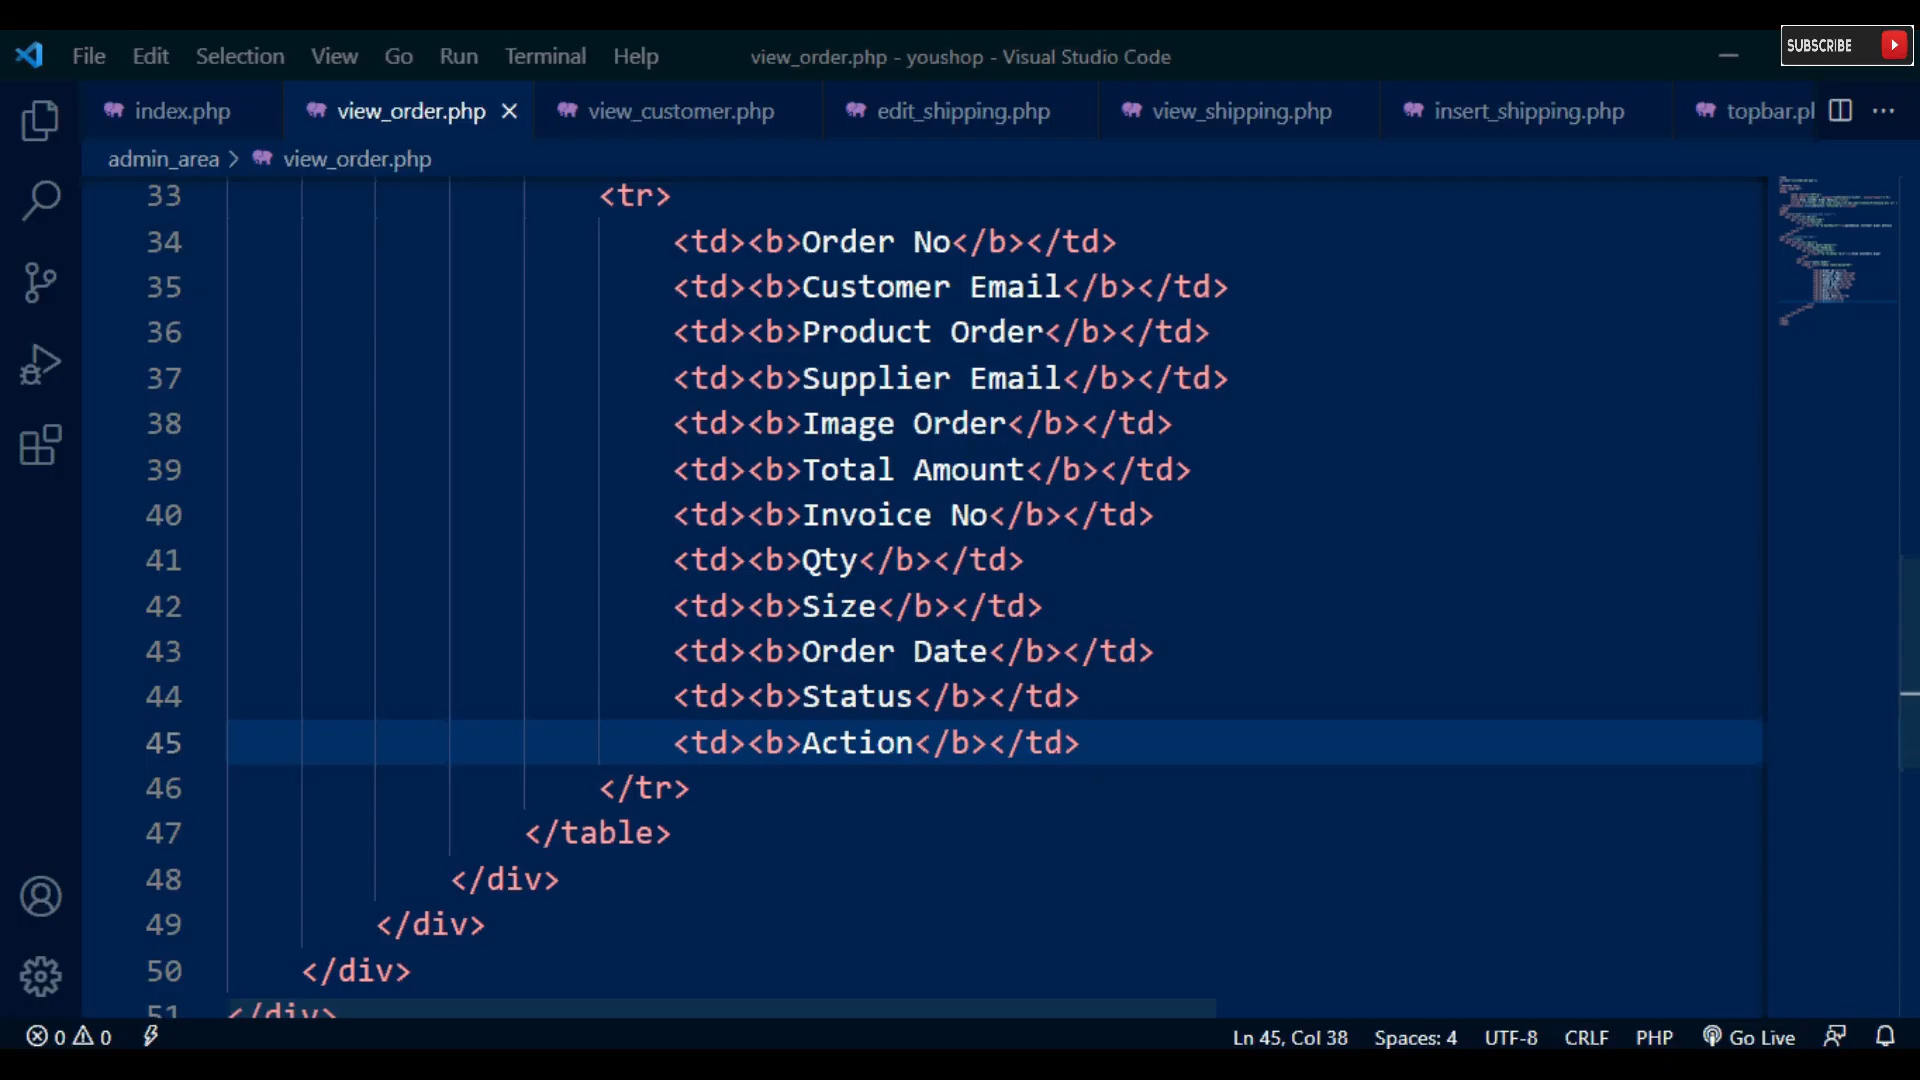 File Edit Selection View Go Run Terminal Help view_order.php - youshop - Visual Studio Code SUBSCRIBE
index.php view_order.php view_customer.php edit_shipping.php view_shipping.php insert_shipping.php topbar.pl
admin_area > view_order.php
33 <tr>
34 <td><b>Order No</b></td>
35 <td><b>Customer Email</b></td>
36 <td><b>Product Order</b></td>
37 <td><b>Supplier Email</b></td>
38 <td><b>Image Order</b></td>
39 <td><b>Total Amount</b></td>
40 <td><b>Invoice No</b></td>
41 <td><b>Qty</b></td>
42 <td><b>Size</b></td>
43 <td><b>Order Date</b></td>
44 <td><b>Status</b></td>
45 <td><b>Action</b></td>
46 </tr>
47 </table>
48 </div>
49 </div>
50 </div>
51 </div>
0 0 Ln 45, Col 38 Spaces: 4 UTF-8 CRLF PHP Go Live